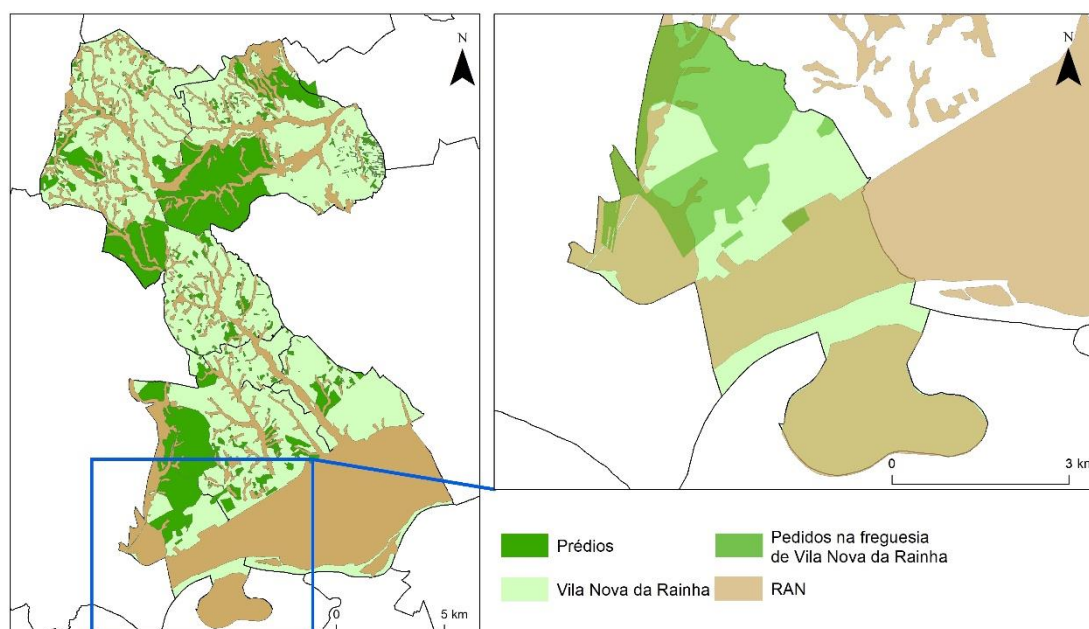 N
N
0
5 km
0
3 km
Prédios
Pedidos na freguesia
de Vila Nova da Rainha
Vila Nova da Rainha
RAN